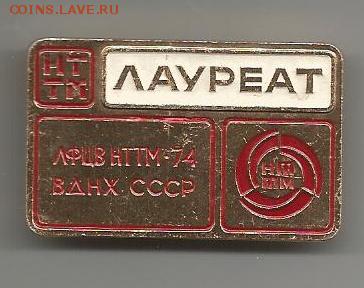 COINS.LAVE.RU
НТ
ТМ
ЛАУРЕАТ
ЛФЦВ НТТМ-74
ВДНХ СССР
НТ
ТМ